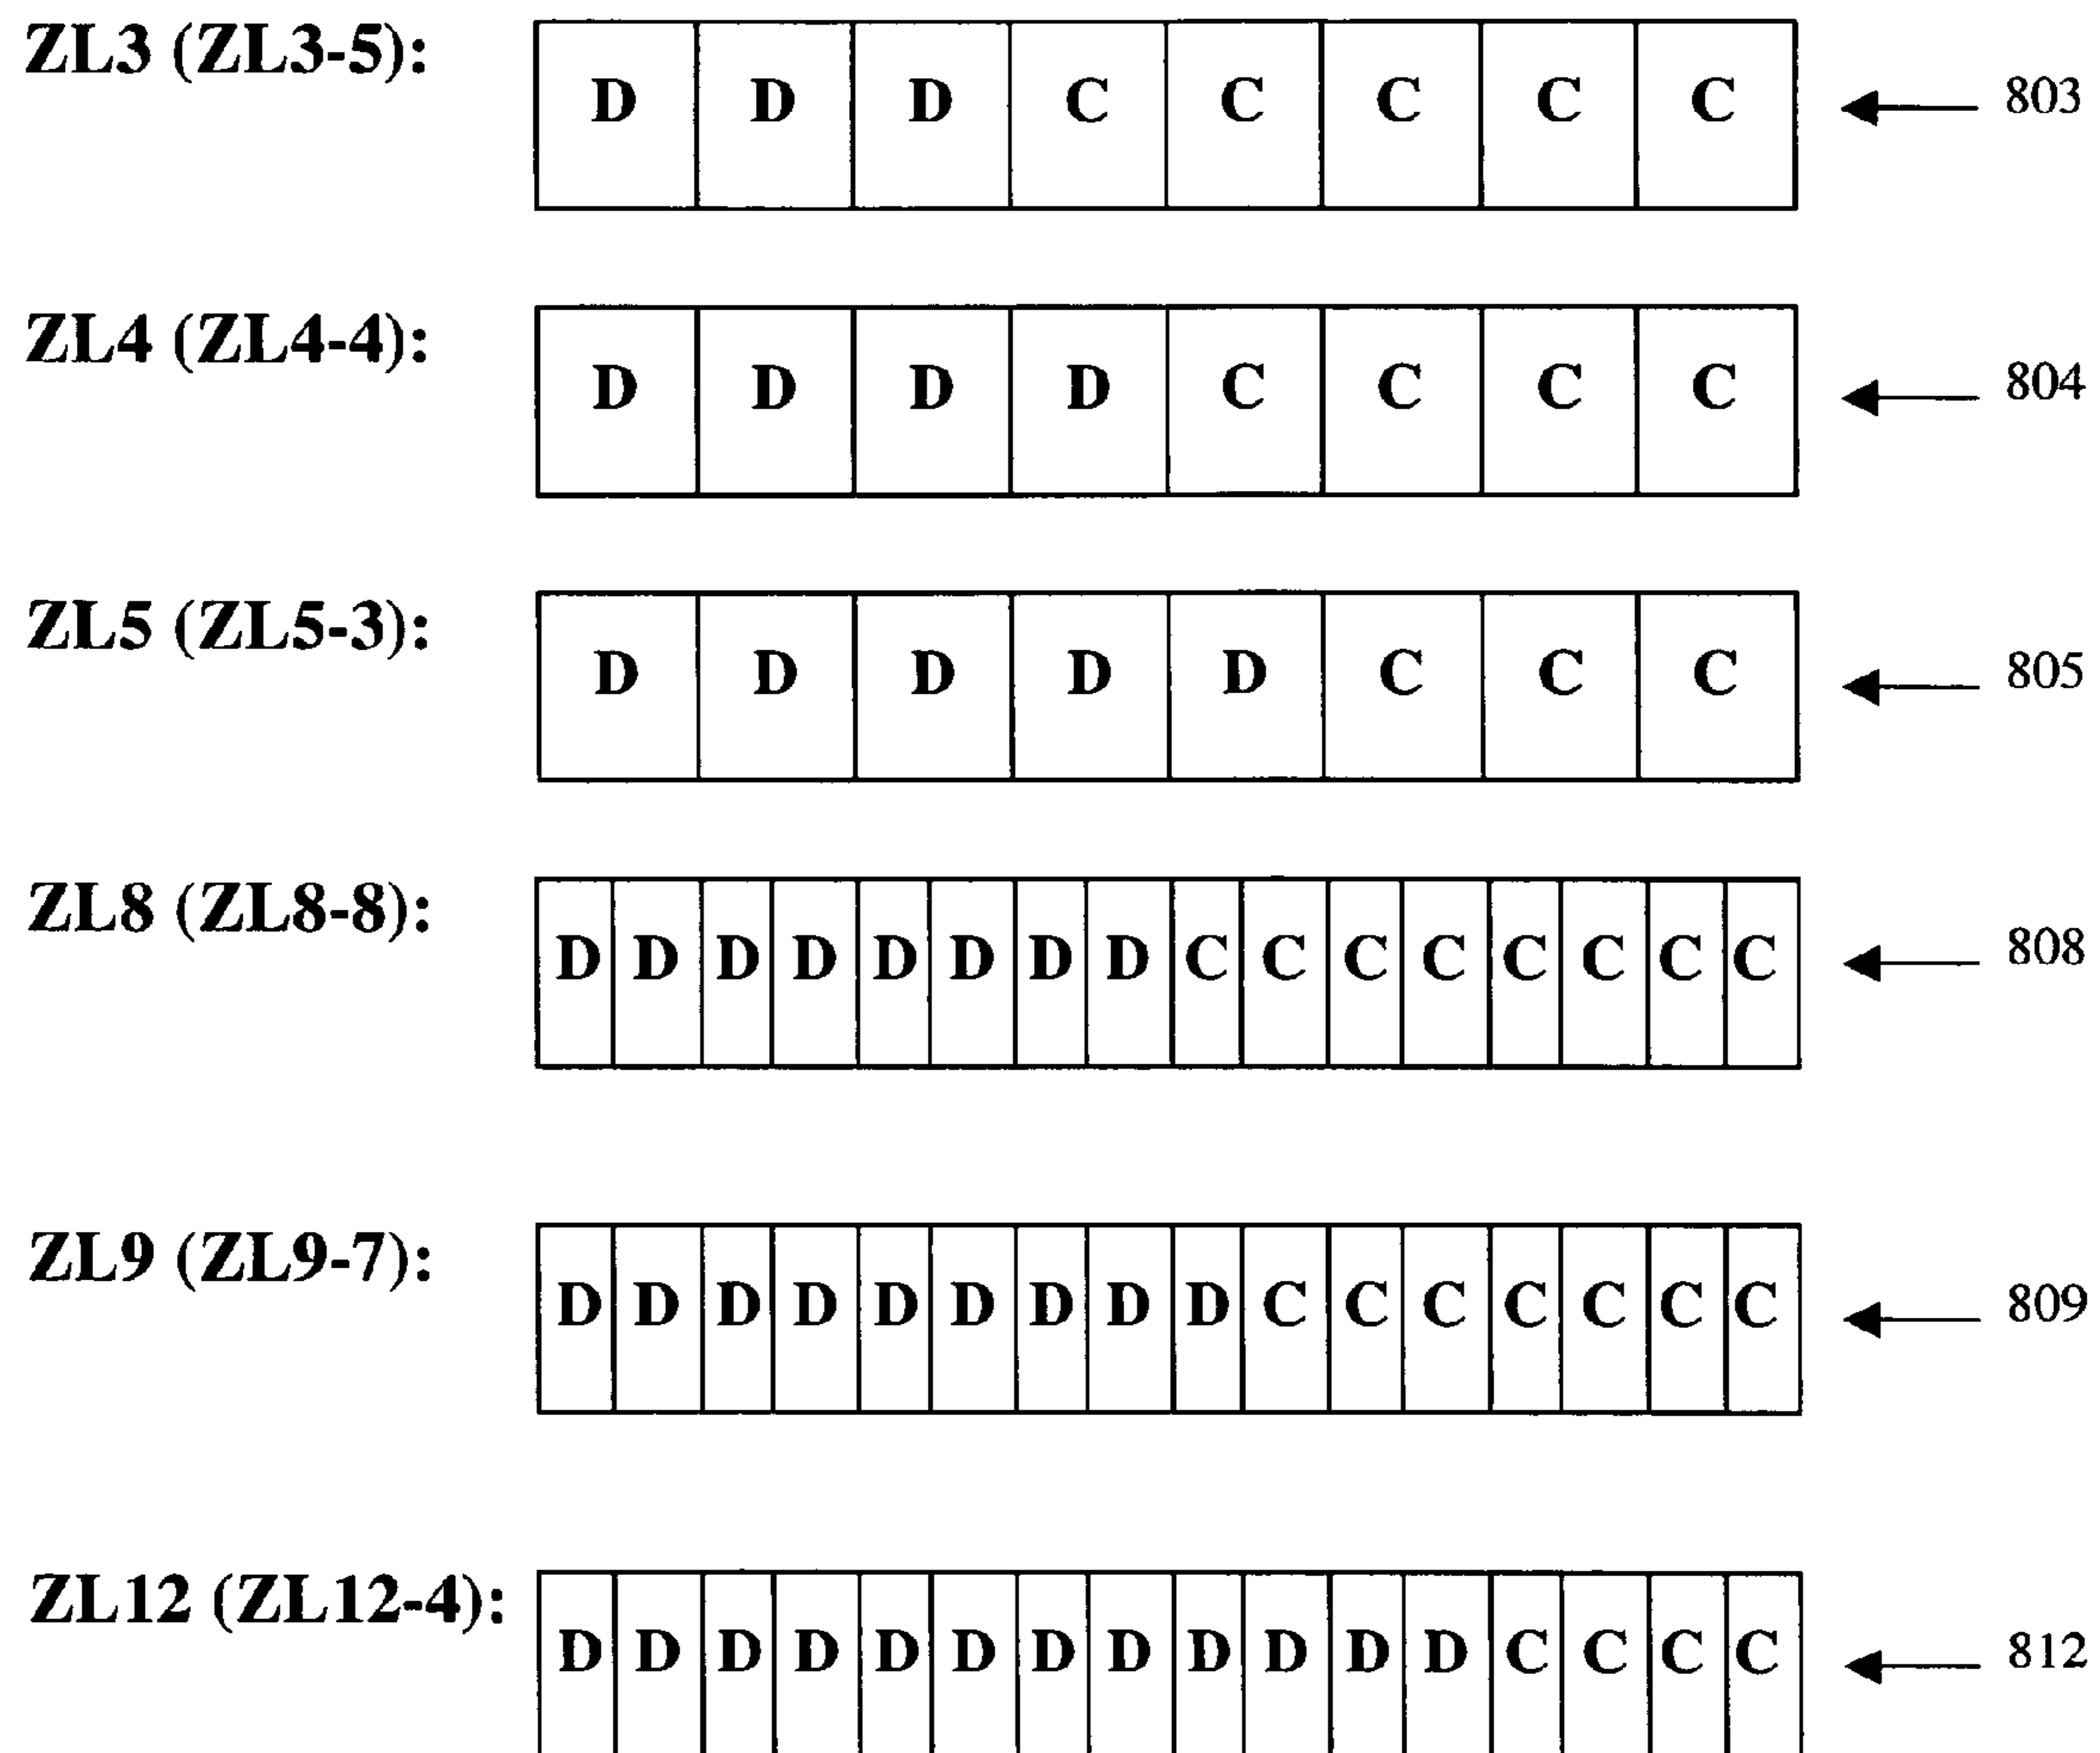 ZL3 (ZL3-5):
D D D C C C C C
803
ZL4 (ZL4-4):
D D D D C C C C
804
ZL5 (ZL5-3):
D D D D D C C C
805
ZL8 (ZL8-8):
D D D D D D D D C C C C C C C C
808
ZL9 (ZL9-7):
D D D D D D D D D C C C C C C C
809
ZL12 (ZL12-4):
D D D D D D D D D D D D C C C C
812